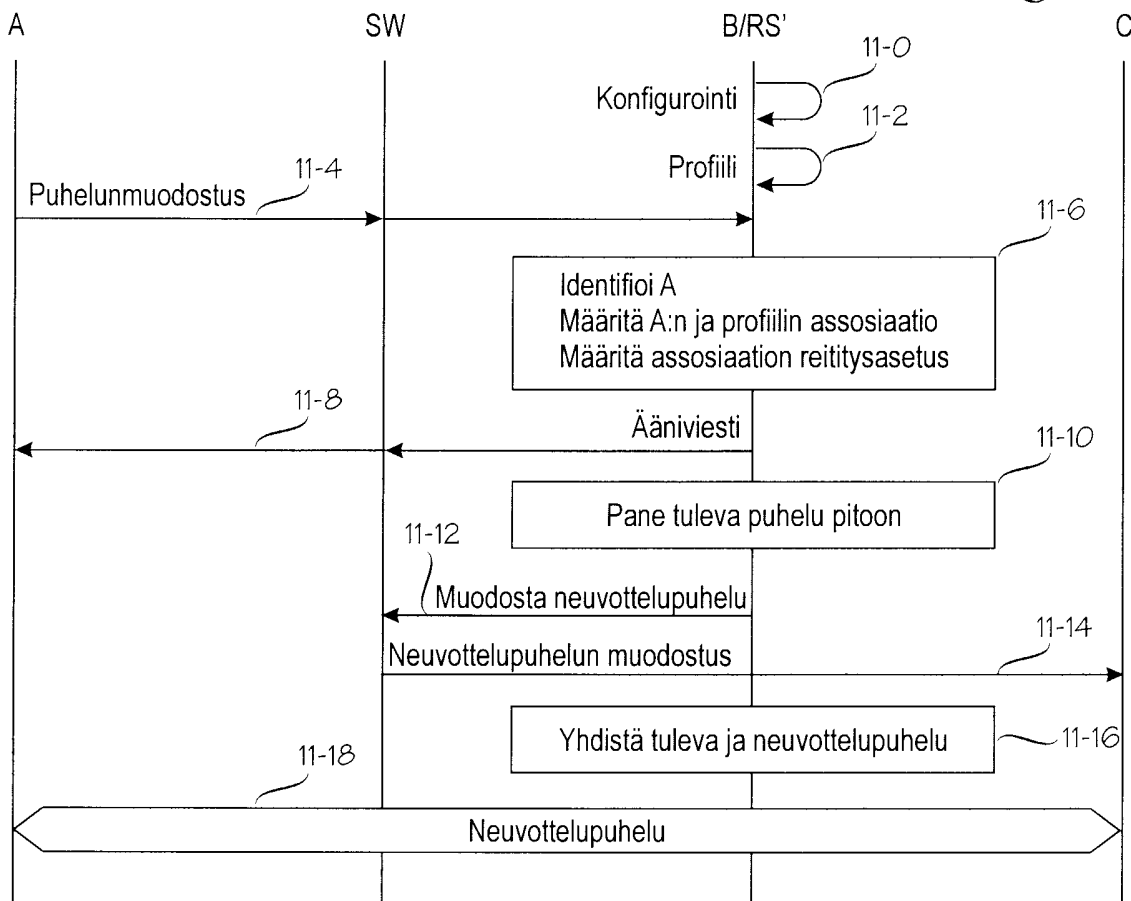 A SW B/RS' C
11-0
Konfigurointi
11-2
Profiili
11-4
Puhelunmuodostus
11-6
Identifioi A
Määritä A:n ja profiilin assosiaatio
Määritä assosiaation reititysasetus
11-8
Ääniviesti
11-10
Pane tuleva puhelu pitoon
11-12
Muodosta neuvottelupuhelu
11-14
Neuvottelupuhelun muodostus
Yhdistä tuleva ja neuvottelupuhelu
11-16
11-18
Neuvottelupuhelu